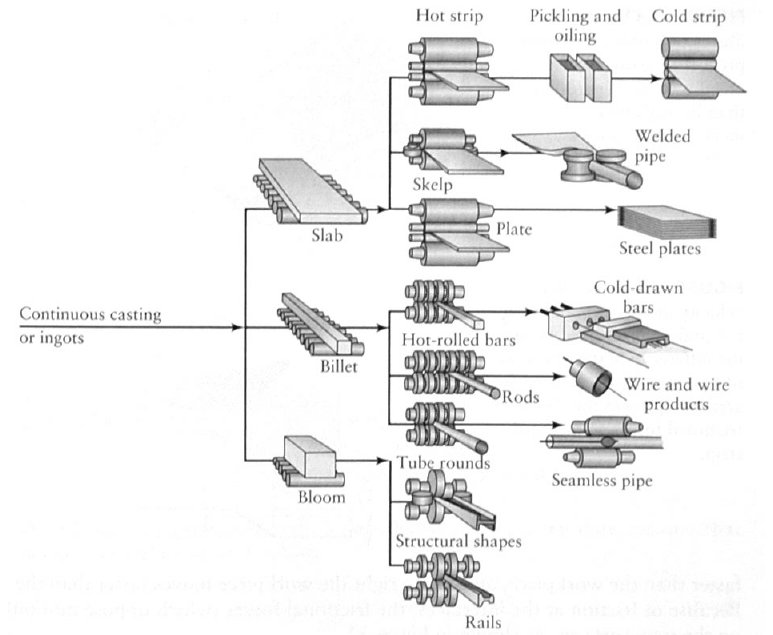 Hot strip
Pickling and
oiling
Cold strip
Welded
pipe
Skelp
Slab
Plate
Steel plates
Continuous casting
or ingots
Cold-drawn
bars
Hot-rolled bars
Billet
Rods
Wire and wire
products
Tube rounds
Seamless pipe
Bloom
Structural shapes
Rails